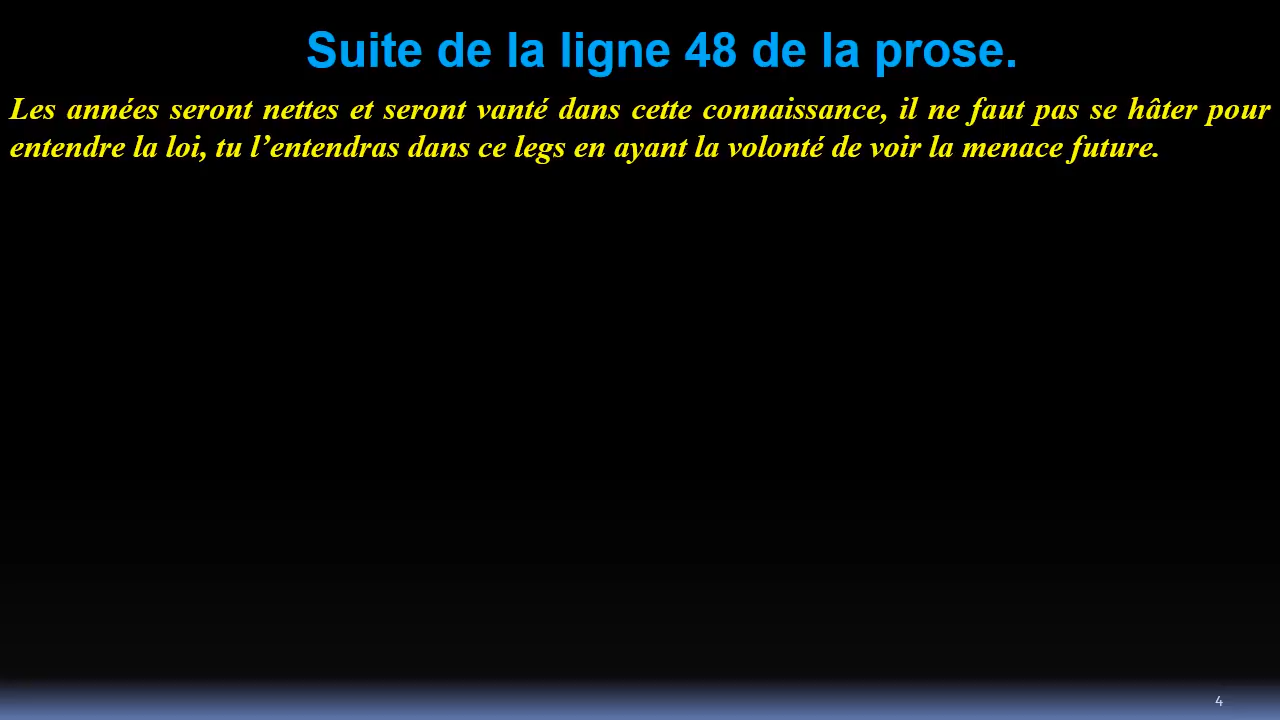 Suite de la ligne 48 de la prose.
Les années seront nettes et seront vanté dans cette connaissance, il ne faut pas se hâter pour
entendre la loi, tu l’entendras dans ce legs en ayant la volonté de voir la menace future.
4